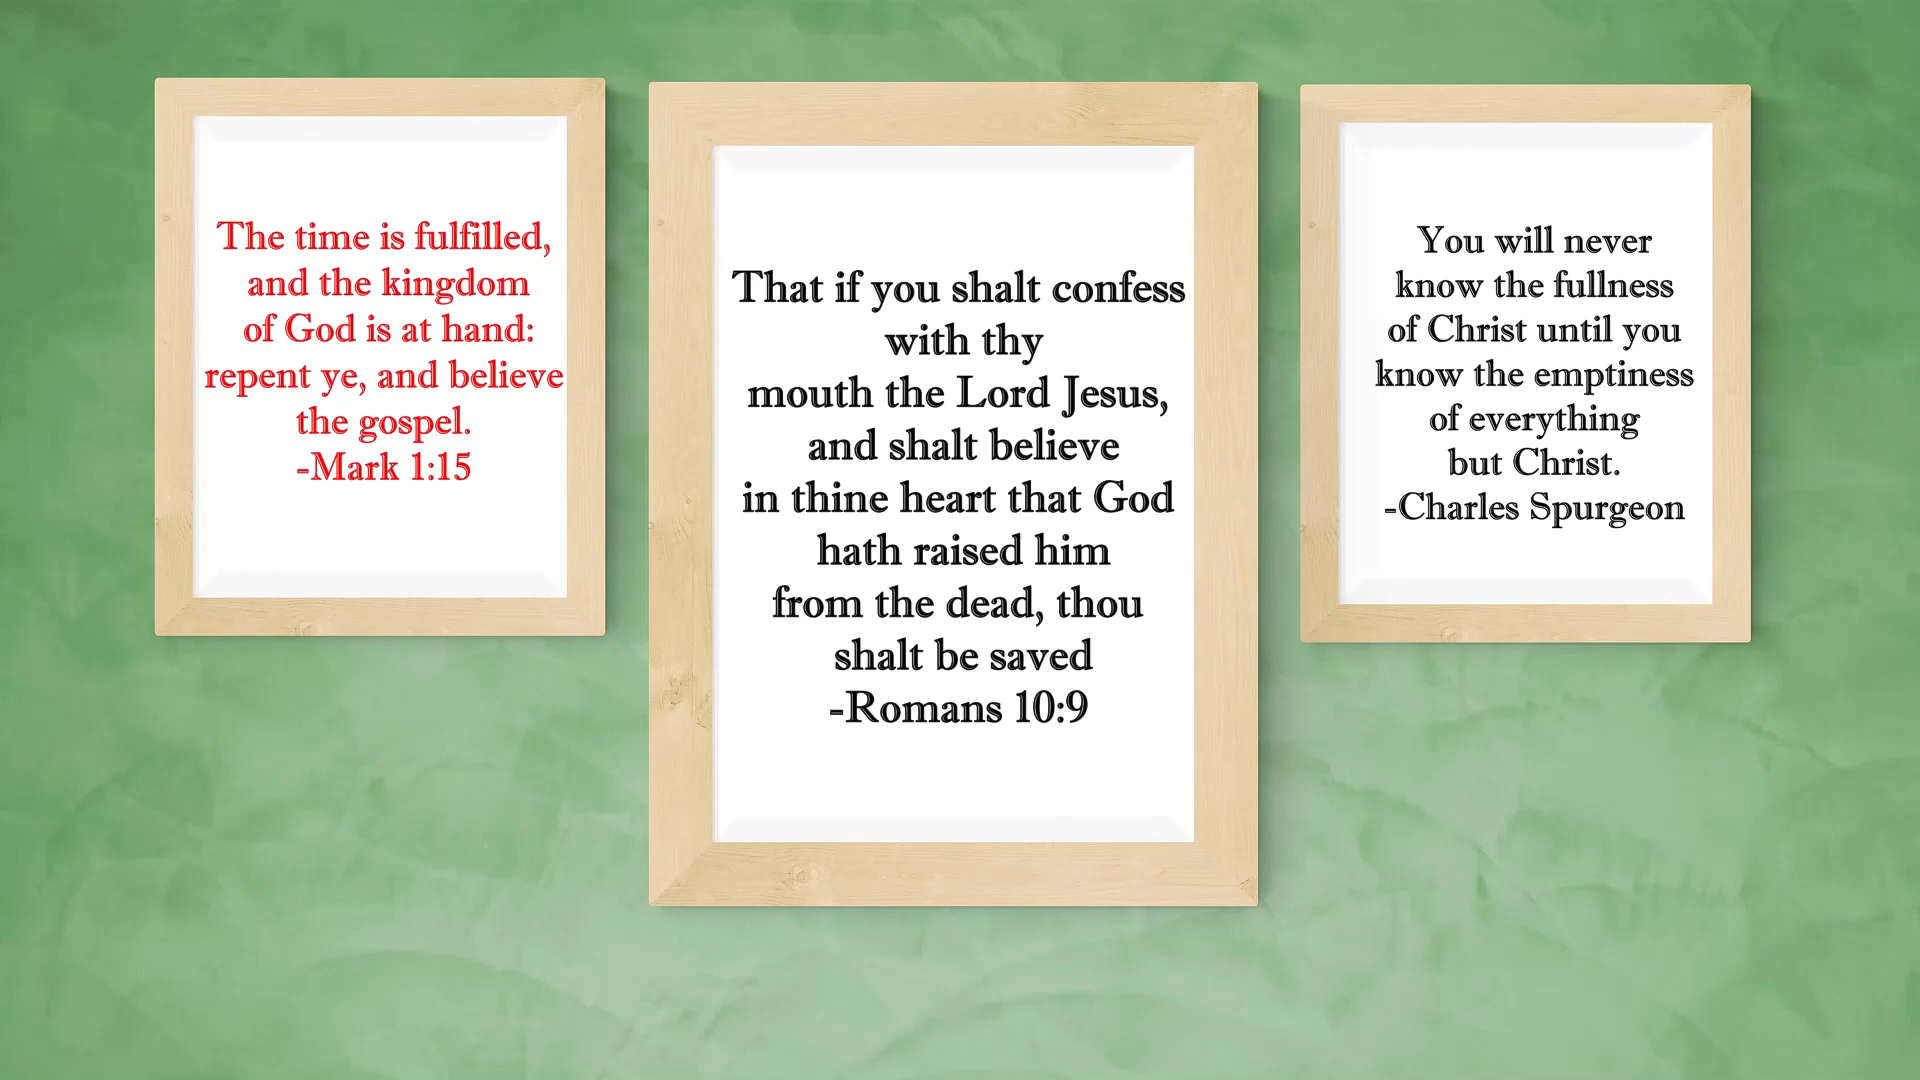 The time is fulfilled,
and the kingdom
of God is at hand:
repent ye, and believe
the gospel.
-Mark 1:15
That if you shalt confess
with thy
mouth the Lord Jesus,
and shalt believe
in thine heart that God
hath raised him
from the dead, thou
shalt be saved
-Romans 10:9
You will never
know the fullness
of Christ until you
know the emptiness
of everything
but Christ.
-Charles Spurgeon